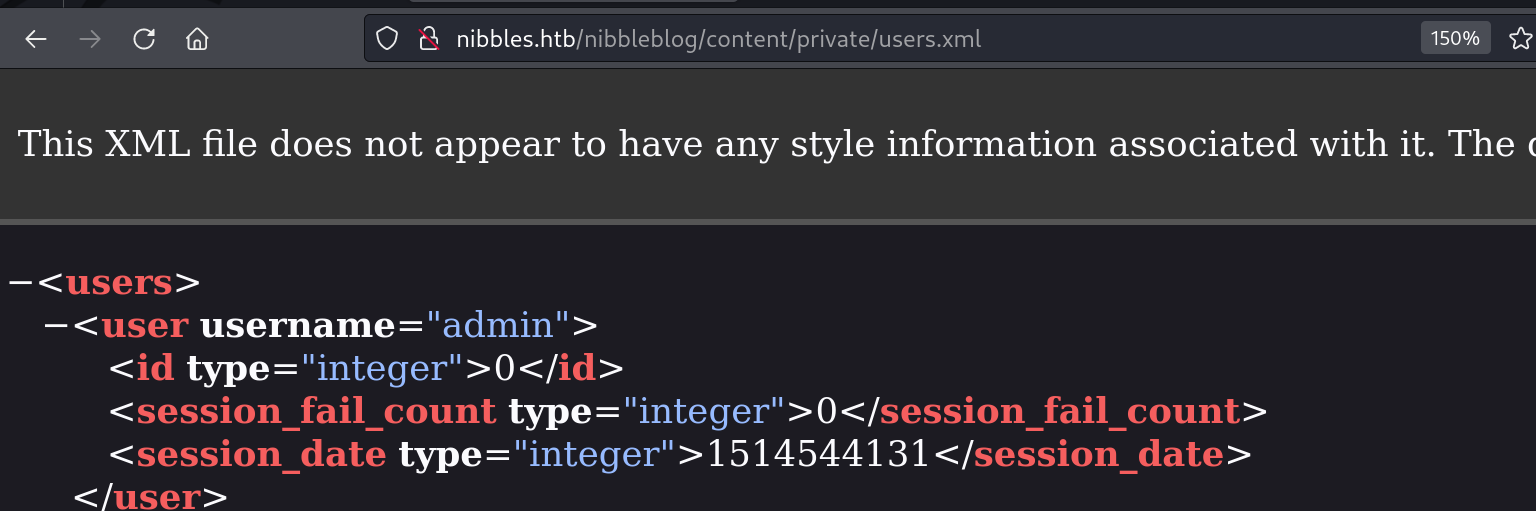 nibbles.htb/nibbleblog/content/private/users.xml 150%
This XML file does not appear to have any style information associated with it. The
−<users>
−<user username="admin">
<id type="integer">0</id>
<session_fail_count type="integer">0</session_fail_count>
<session_date type="integer">1514544131</session_date>
</user>